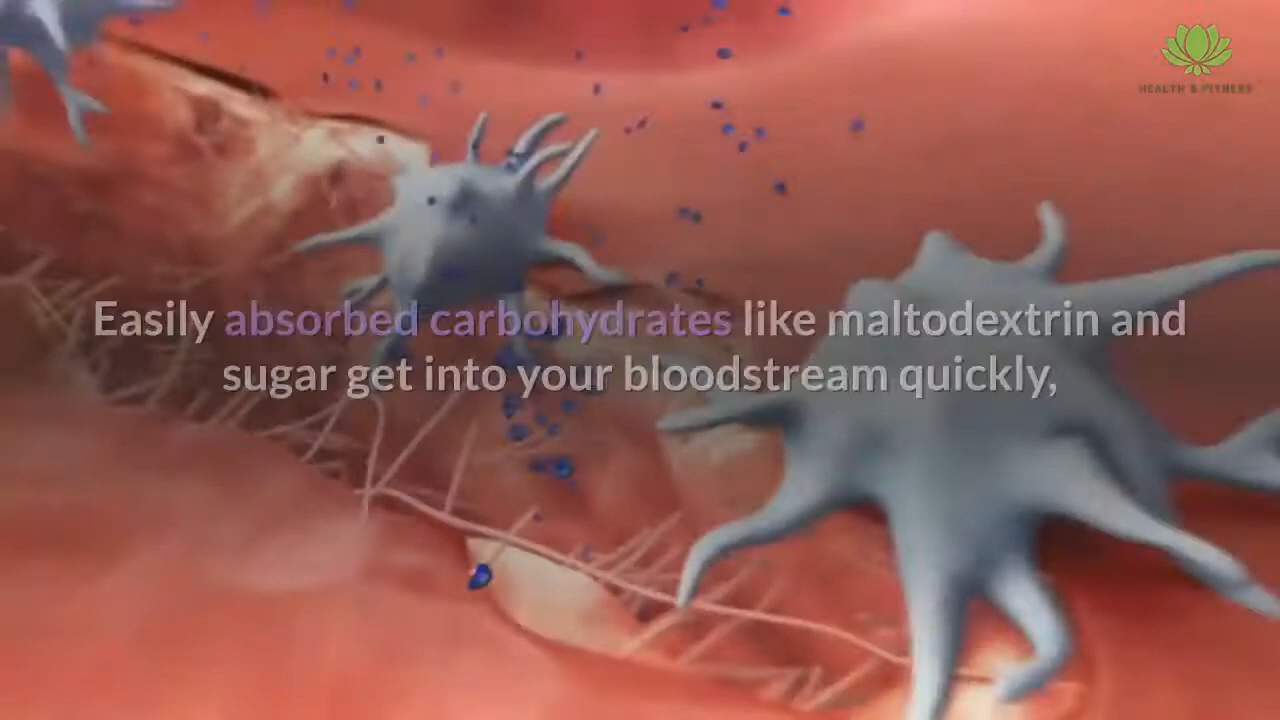 HEALTH & FITNESS
Easily absorbed carbohydrates like maltodextrin and
sugar get into your bloodstream quickly,